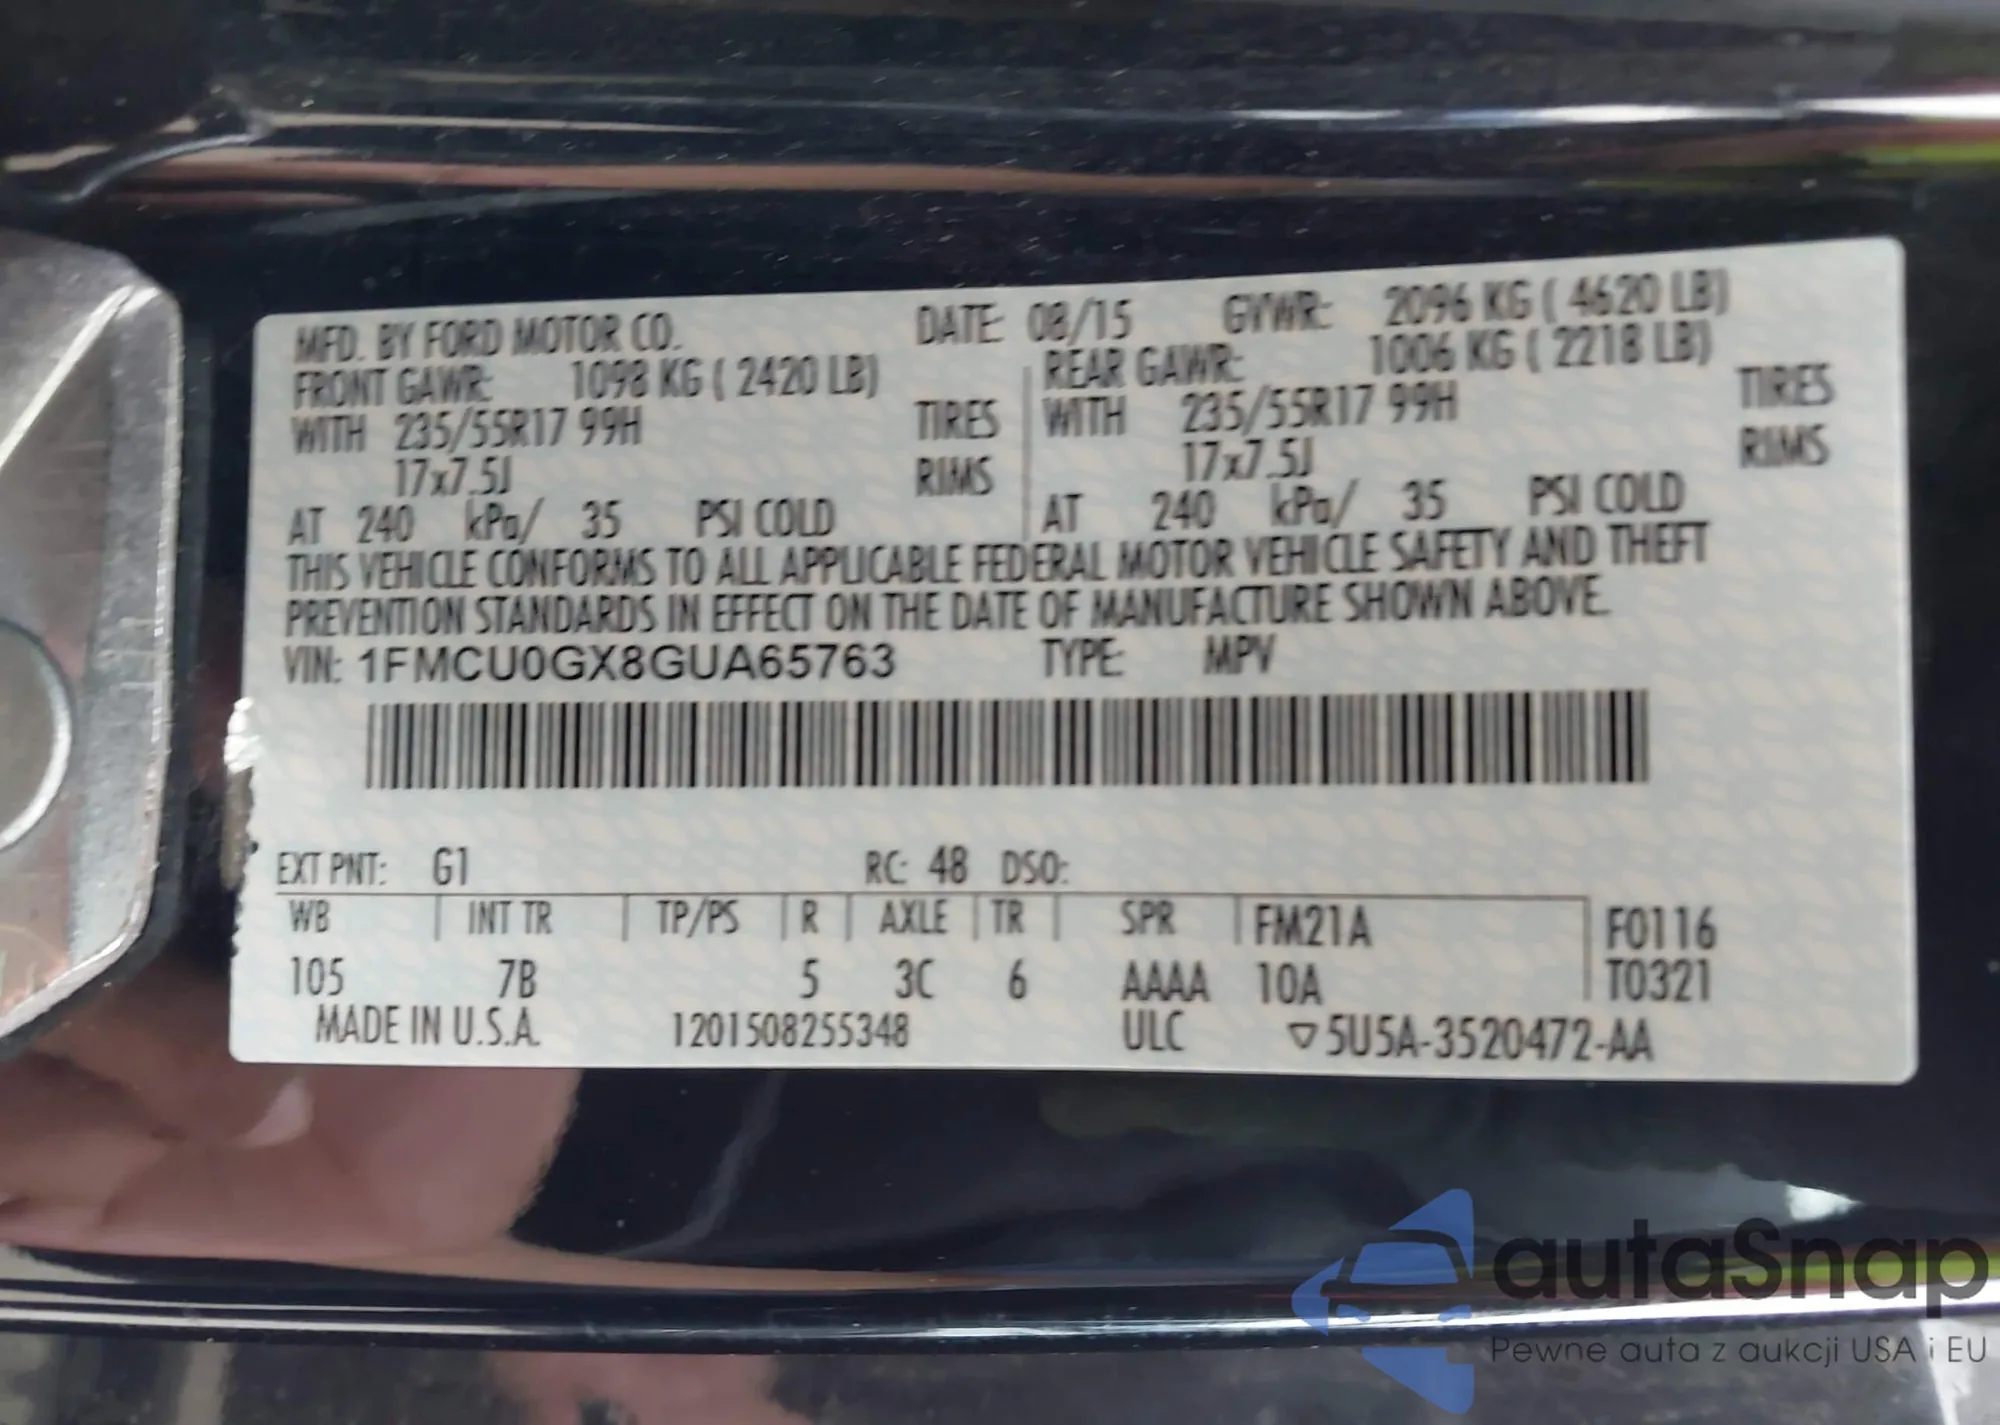 MFD. BY FORD MOTOR CO. DATE: 08/15 GVWR: 2096 KG ( 4620 LB)
FRONT GAWR: 1098 KG ( 2420 LB) REAR GAWR: 1006 KG ( 2218 LB)
WITH 235/55R17 99H TIRES WITH 235/55R17 99H TIRES
17x7.5J RIMS 17x7.5J RIMS
AT 240 kPa/ 35 PSI COLD AT 240 kPa/ 35 PSI COLD
THIS VEHICLE CONFORMS TO ALL APPLICABLE FEDERAL MOTOR VEHICLE SAFETY AND THEFT
PREVENTION STANDARDS IN EFFECT ON THE DATE OF MANUFACTURE SHOWN ABOVE.
VIN: 1FMCU0GX8GUA65763 TYPE: MPV
EXT PNT: G1 RC: 48 DSO:
WB INT TR TP/PS R AXLE TR SPR FM21A F0116
105 7B 5 3C 6 AAAA 10A T0321
MADE IN U.S.A. 1201508255348 ULC ▽5U5A-3520472-AA
autaSnap
Pewne auta z aukcji USA i EU